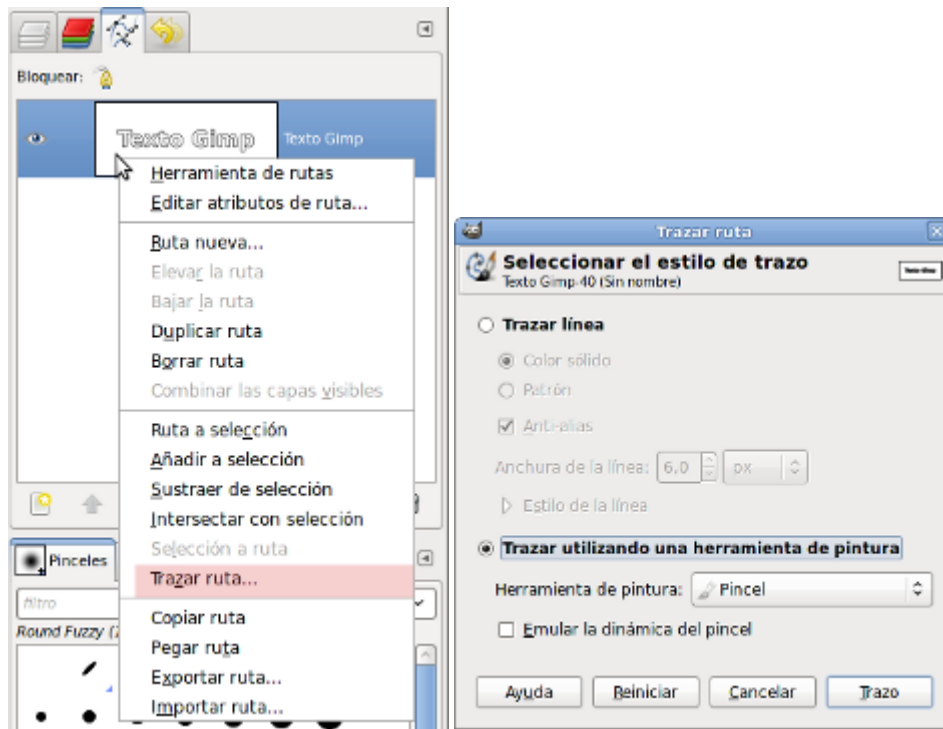 Bloquear:
Texto Gimp Texto Gimp
Herramienta de rutas
Editar atributos de ruta...
Ruta nueva...
Elevar la ruta
Bajar la ruta
Duplicar ruta
Borrar ruta
Combinar las capas visibles
Ruta a selección
Añadir a selección
Sustraer de selección
Intersectar con selección
Selección a ruta
Trazar ruta...
Copiar ruta
Pegar ruta
Exportar ruta...
Importar ruta...
Pinceles
filtro
Round Fuzzy
Trazar ruta
Seleccionar el estilo de trazo
Texto Gimp-40 (Sin nombre)
Trazar línea
Color sólido
Patrón
Anti-alias
Anchura de la línea: 6,0 px
Estilo de la línea
Trazar utilizando una herramienta de pintura
Herramienta de pintura: Pincel
Emular la dinámica del pincel
Ayuda Reiniciar Cancelar Trazo